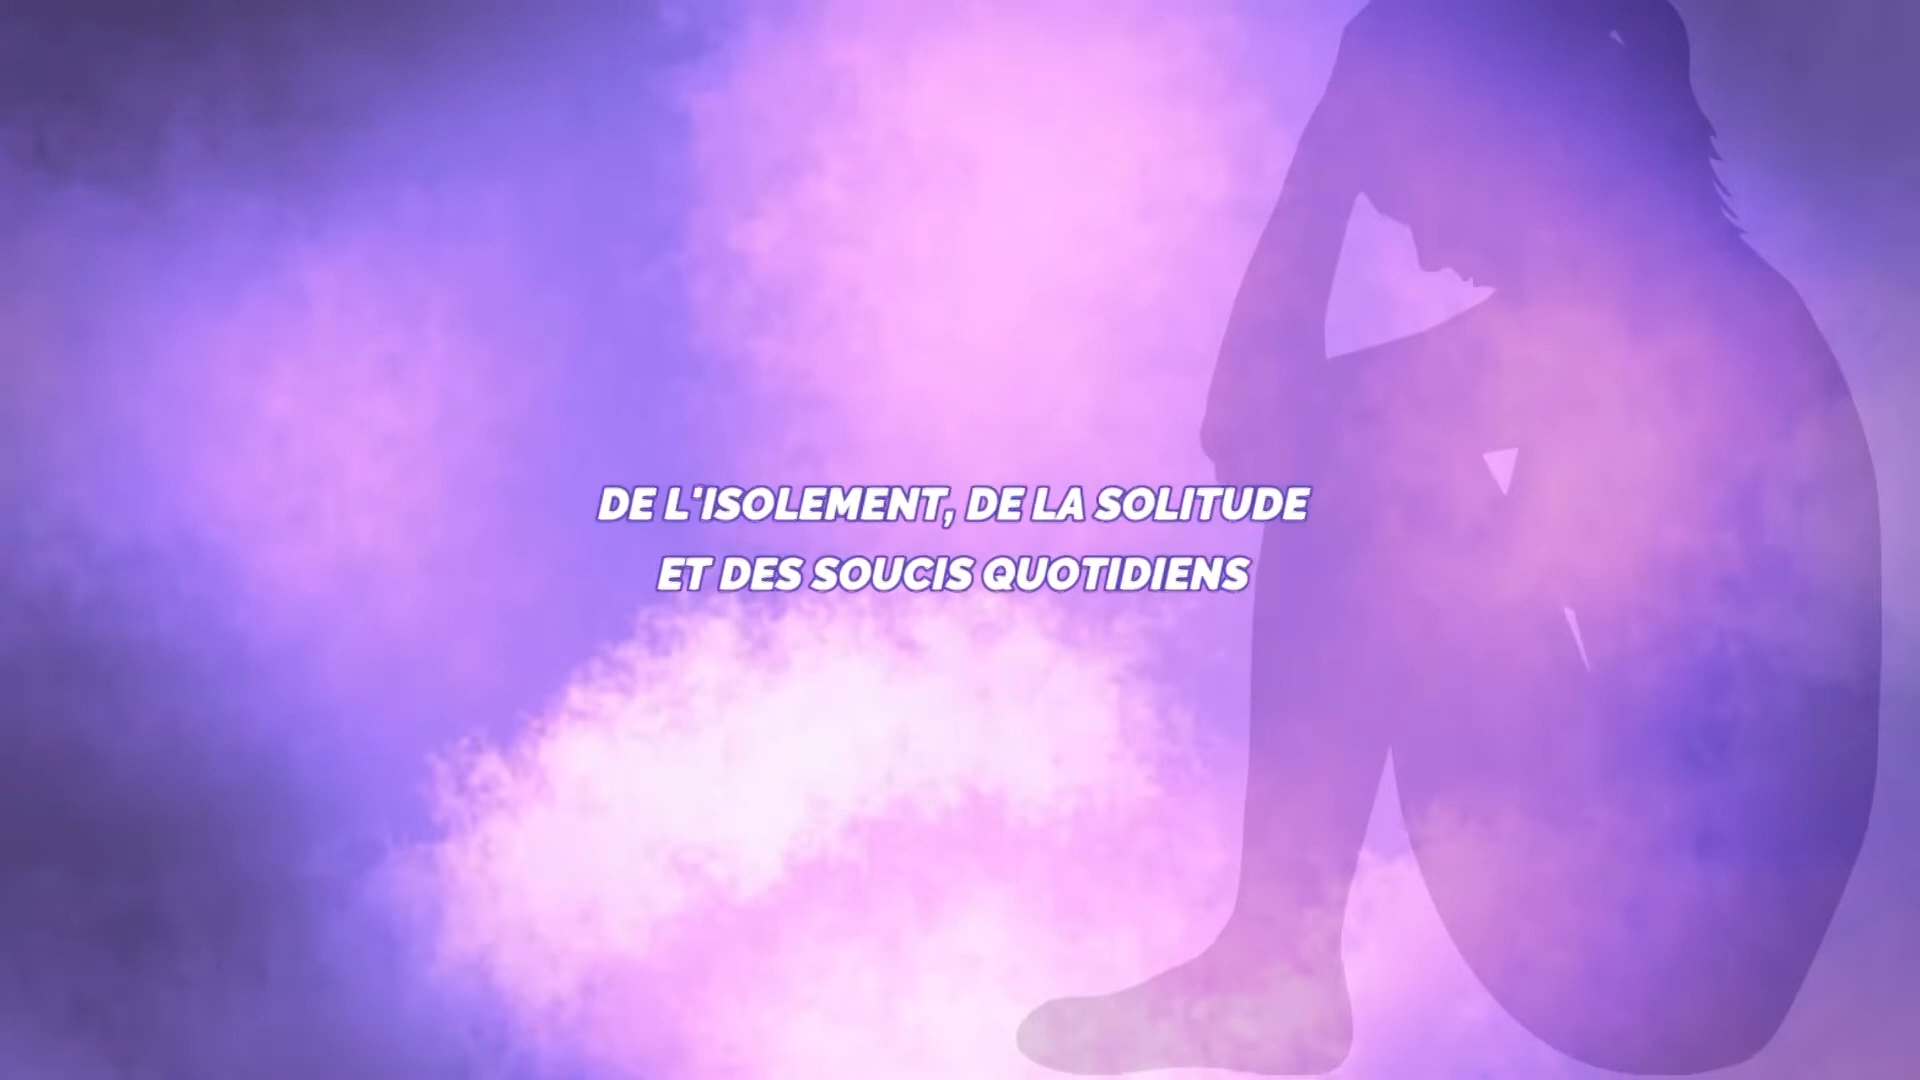 DE L'ISOLEMENT, DE LA SOLITUDE
ET DES SOUCIS QUOTIDIENS